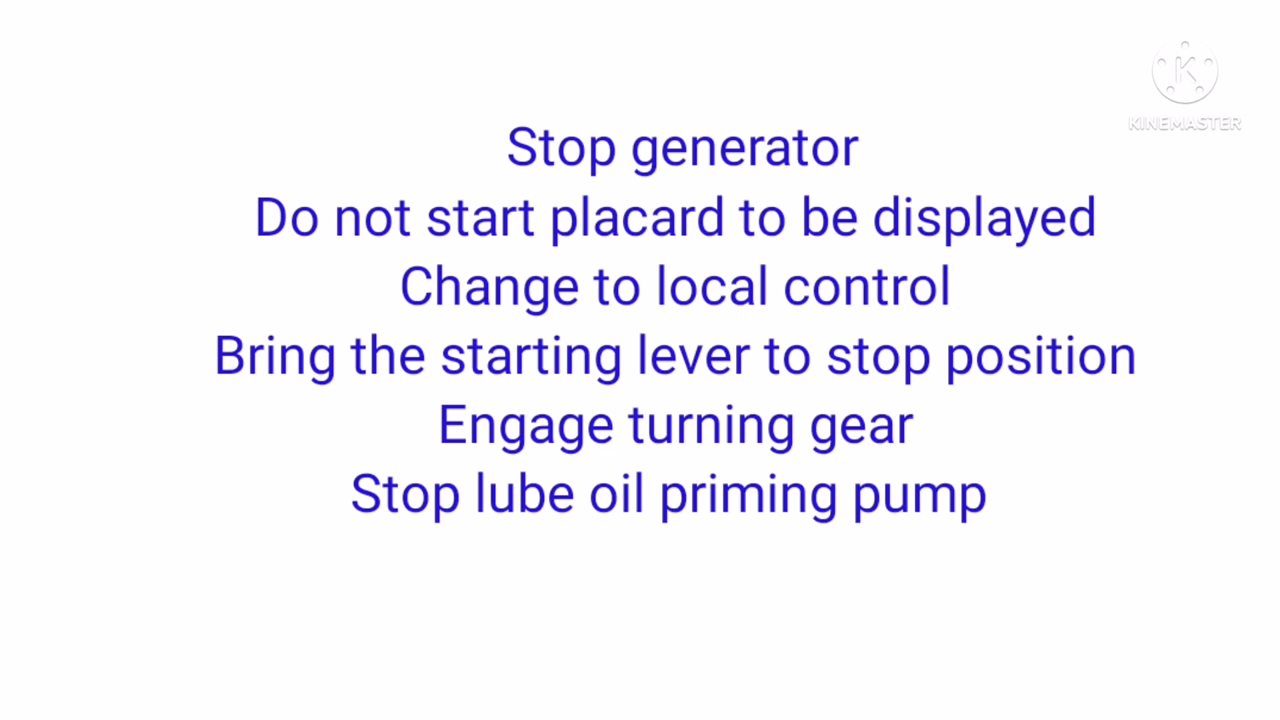 KINEMASTER
Stop generator
Do not start placard to be displayed
Change to local control
Bring the starting lever to stop position
Engage turning gear
Stop lube oil priming pump